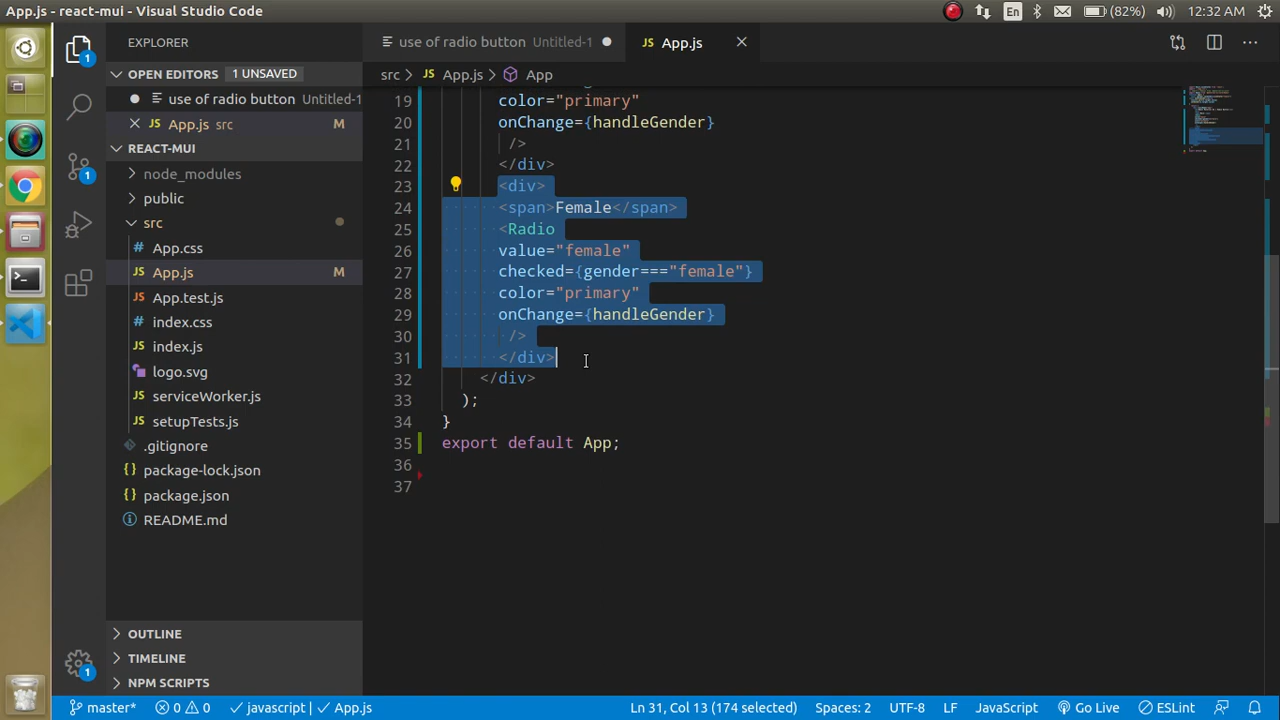 App.js - react-mui - Visual Studio Code
En
(82%)
12:32 AM
EXPLORER
use of radio button Untitled-1
JS App.js
OPEN EDITORS 1 UNSAVED
src > JS App.js > App
use of radio button Untitled-1
JS App.js src M
REACT-MUI
node_modules
public
src
App.css
JS App.js M
JS App.test.js
index.css
JS index.js
logo.svg
JS serviceWorker.js
JS setupTests.js
.gitignore
{} package-lock.json
{} package.json
README.md
OUTLINE
TIMELINE
NPM SCRIPTS
1
1
1
19 color="primary"
20 onChange={handleGender}
21 />
22 </div>
23 <div>
24 <span>Female</span>
25 <Radio
26 value="female"
27 checked={gender==="female"}
28 color="primary"
29 onChange={handleGender}
30 />
31 </div>
32 </div>
33 );
34 }
35 export default App;
36
37
master* 0 0 javascript | App.js Ln 31, Col 13 (174 selected) Spaces: 2 UTF-8 LF JavaScript Go Live ESLint